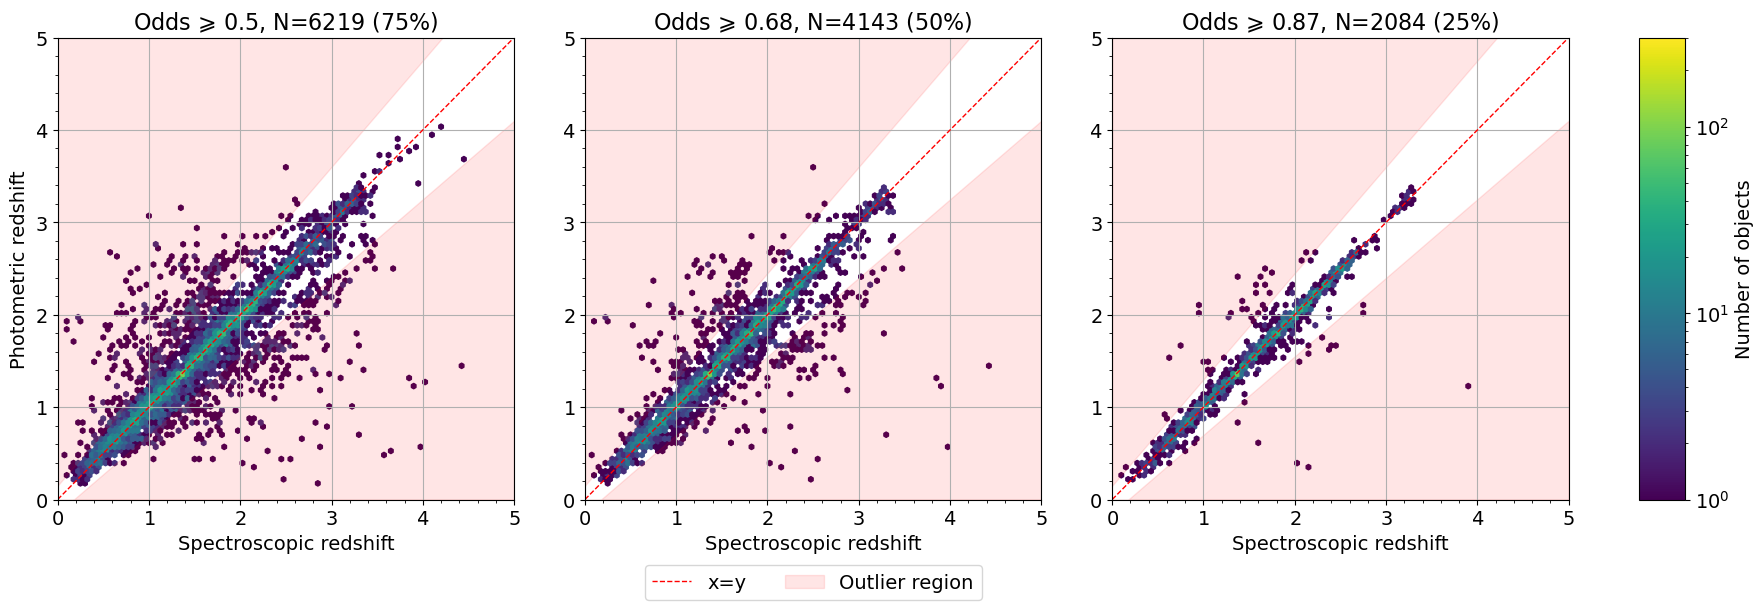 Odds ⩾ 0.5, N=6219 (75%)
Odds ⩾ 0.68, N=4143 (50%)
Odds ⩾ 0.87, N=2084 (25%)
Photometric redshift
5
4
3
2
1
0
0 1 2 3 4 5
Spectroscopic redshift
5
4
3
2
1
0
0 1 2 3 4 5
Spectroscopic redshift
5
4
3
2
1
0
0 1 2 3 4 5
Spectroscopic redshift
10²
10¹
10⁰
Number of objects
x=y
Outlier region